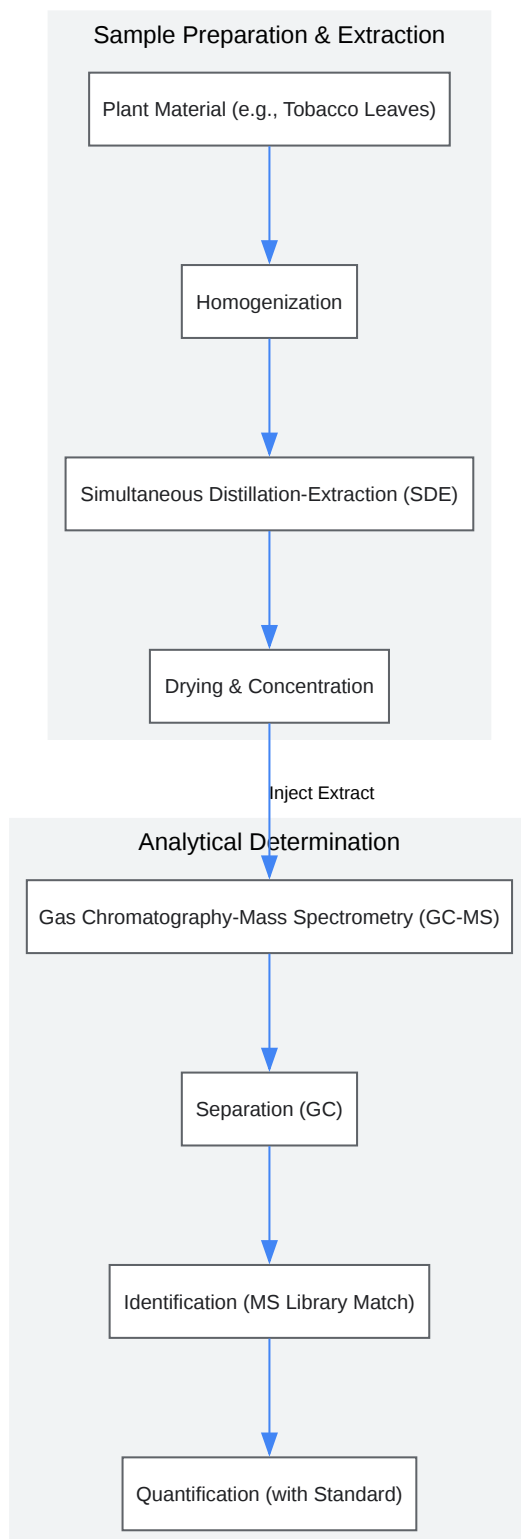 Sample Preparation & Extraction
Plant Material (e.g., Tobacco Leaves)
Homogenization
Simultaneous Distillation-Extraction (SDE)
Drying & Concentration
Inject Extract
Analytical Determination
Gas Chromatography-Mass Spectrometry (GC-MS)
Separation (GC)
Identification (MS Library Match)
Quantification (with Standard)